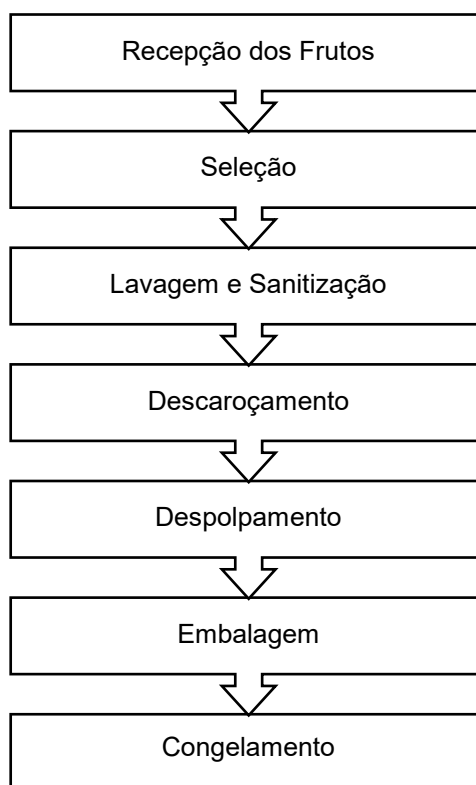 Recepção dos Frutos
Seleção
Lavagem e Sanitização
Descaroçamento
Despolpamento
Embalagem
Congelamento